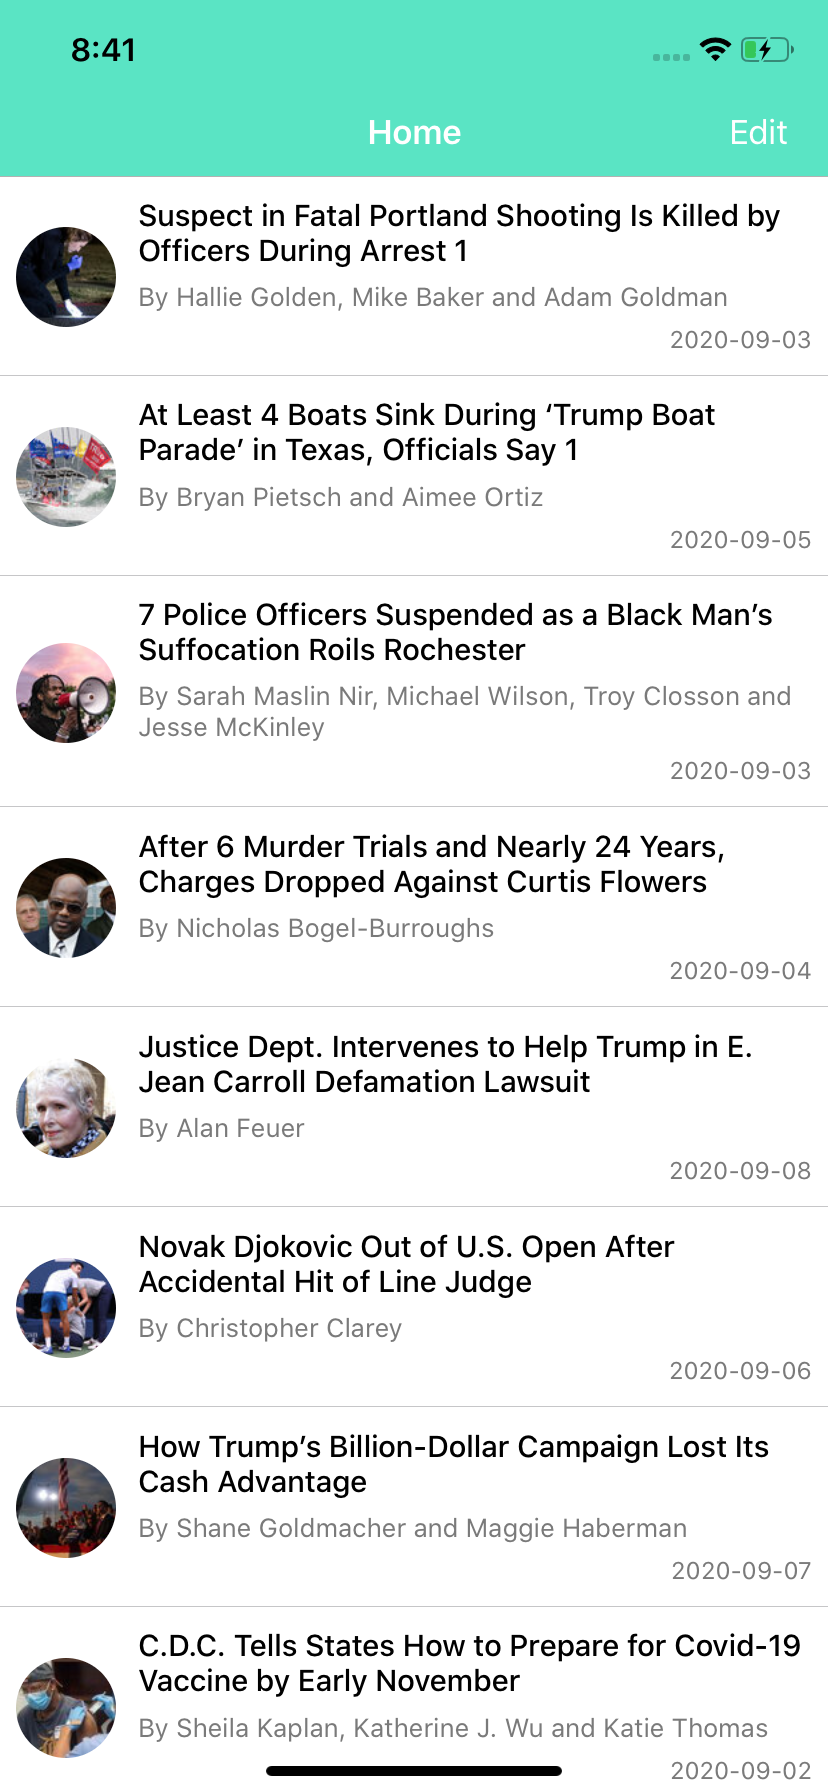 8:41
Home
Edit
Suspect in Fatal Portland Shooting Is Killed by
Officers During Arrest 1
By Hallie Golden, Mike Baker and Adam Goldman
2020-09-03
At Least 4 Boats Sink During ‘Trump Boat
Parade’ in Texas, Officials Say 1
By Bryan Pietsch and Aimee Ortiz
2020-09-05
7 Police Officers Suspended as a Black Man’s
Suffocation Roils Rochester
By Sarah Maslin Nir, Michael Wilson, Troy Closson and
Jesse McKinley
2020-09-03
After 6 Murder Trials and Nearly 24 Years,
Charges Dropped Against Curtis Flowers
By Nicholas Bogel-Burroughs
2020-09-04
Justice Dept. Intervenes to Help Trump in E.
Jean Carroll Defamation Lawsuit
By Alan Feuer
2020-09-08
Novak Djokovic Out of U.S. Open After
Accidental Hit of Line Judge
By Christopher Clarey
2020-09-06
How Trump’s Billion-Dollar Campaign Lost Its
Cash Advantage
By Shane Goldmacher and Maggie Haberman
2020-09-07
C.D.C. Tells States How to Prepare for Covid-19
Vaccine by Early November
By Sheila Kaplan, Katherine J. Wu and Katie Thomas
2020-09-02